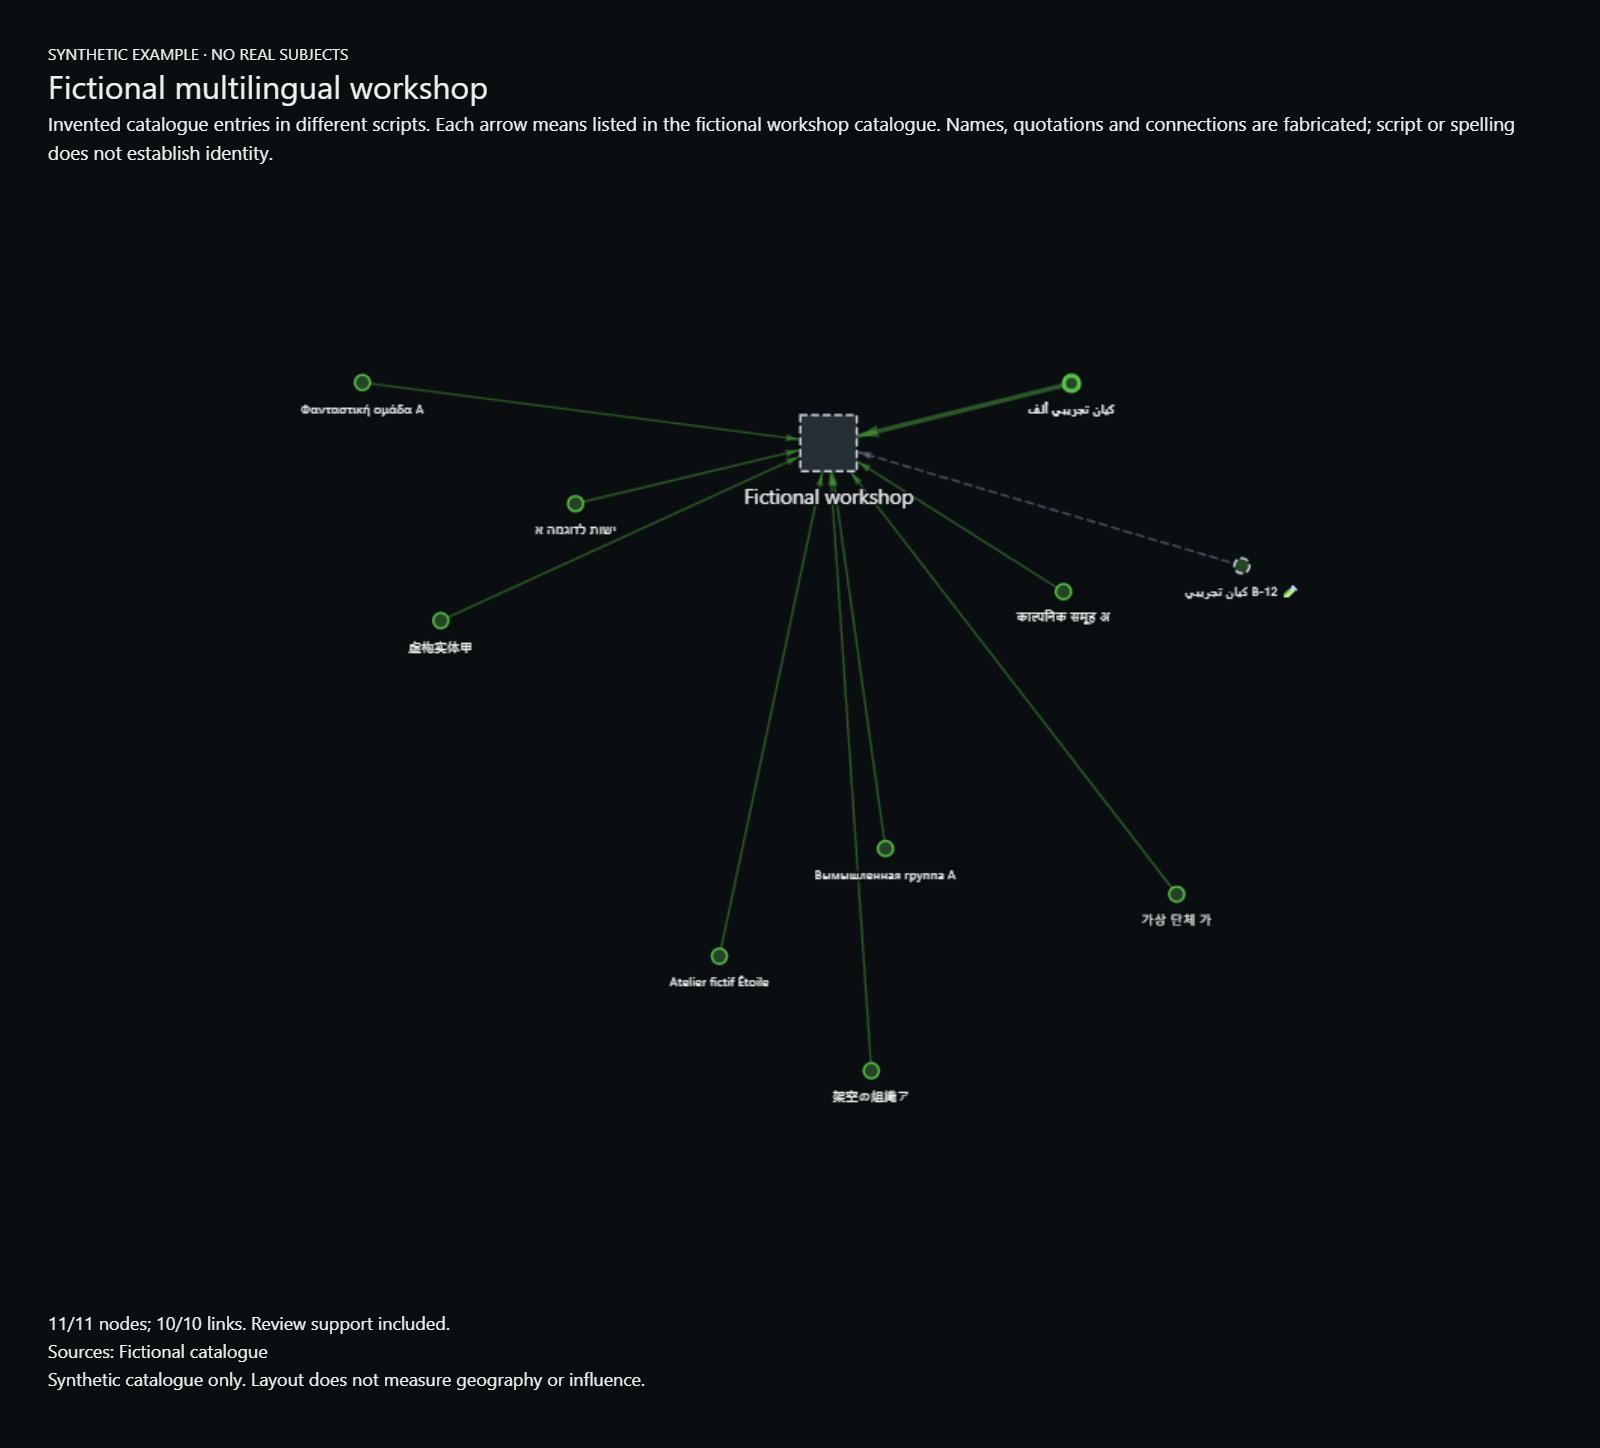 SYNTHETIC EXAMPLE · NO REAL SUBJECTS
Fictional multilingual workshop
Invented catalogue entries in different scripts. Each arrow means listed in the fictional workshop catalogue. Names, quotations and connections are fabricated; script or spelling
does not establish identity.
Φανταστική ομάδα Α
كيان تجريبي ألف
Fictional workshop
ישות לדוגמה א
كيان تجريبي B-12
काल्पनिक समूह अ
虚构实体甲
Вымышленная группа А
가상 단체 가
Atelier fictif Étoile
架空の組織ア
11/11 nodes; 10/10 links. Review support included.
Sources: Fictional catalogue
Synthetic catalogue only. Layout does not measure geography or influence.